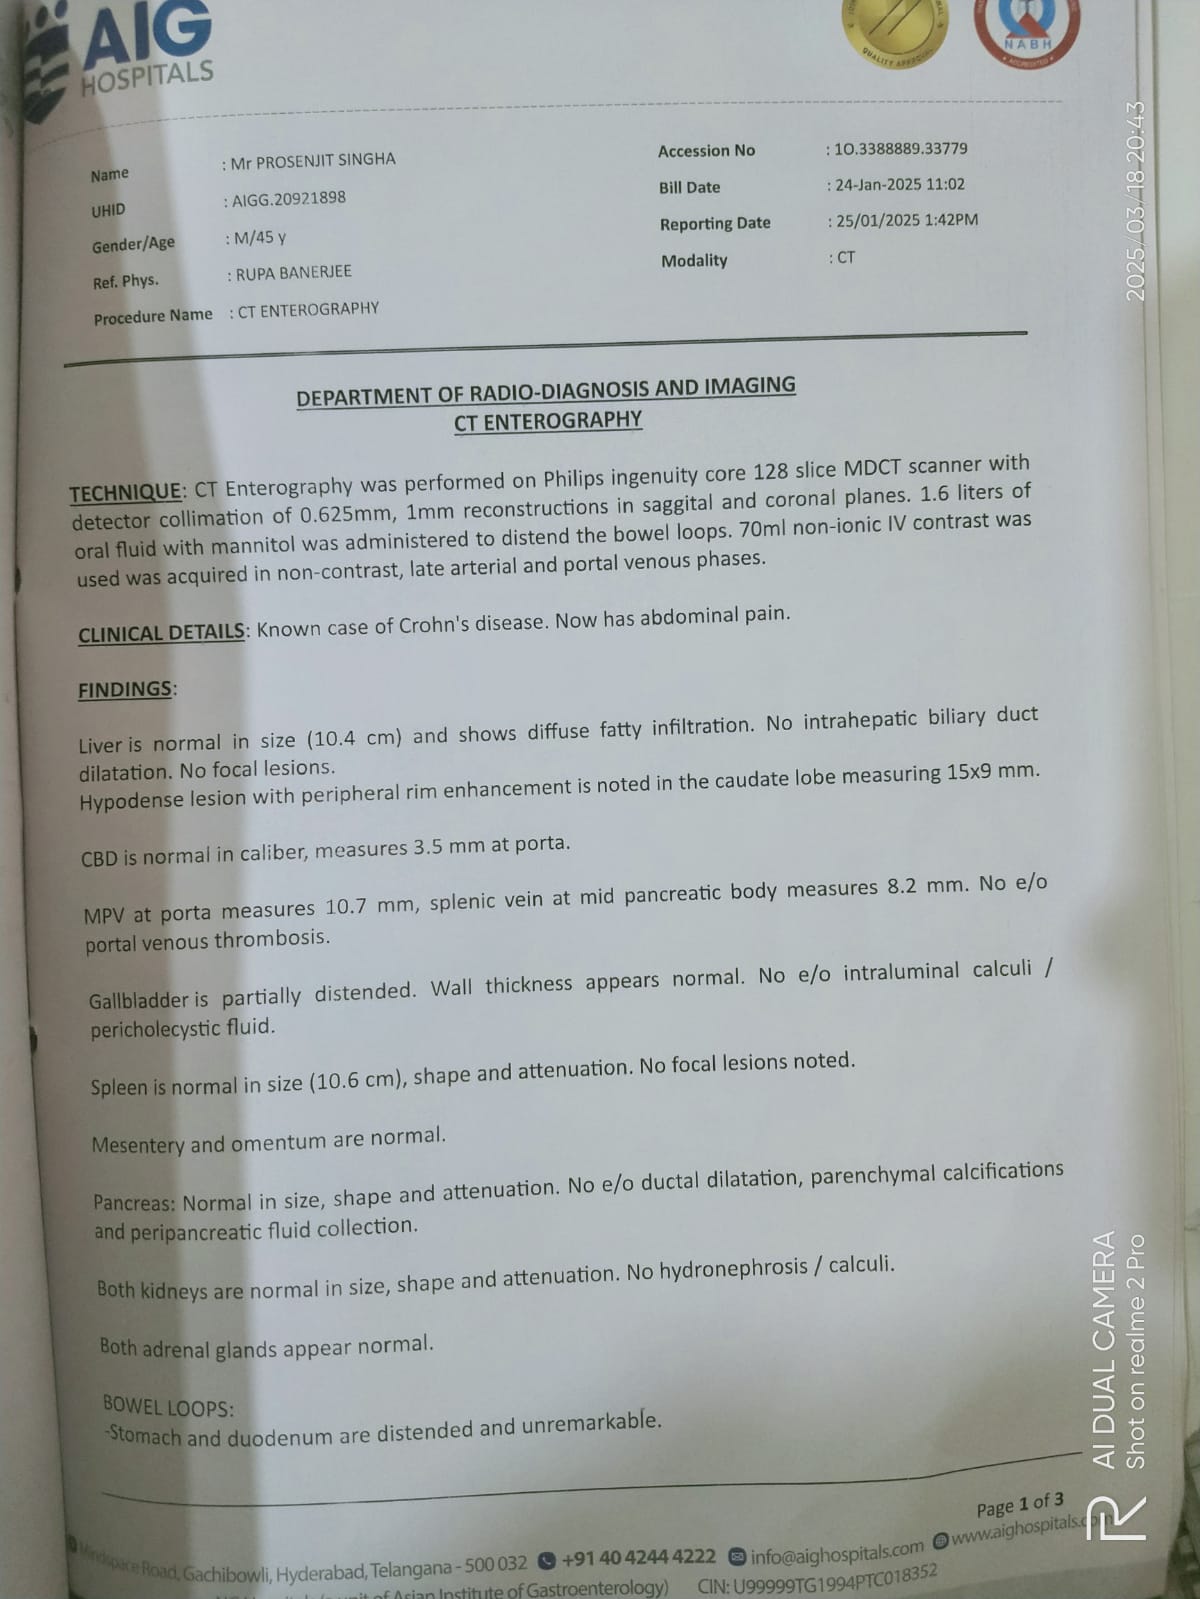 AIG
HOSPITALS
QUALITY APPROVAL
NABH
ACCREDITED
Name : Mr PROSENJIT SINGHA
UHID : AIGG.20921898
Gender/Age : M/45 y
Ref. Phys. : RUPA BANERJEE
Procedure Name : CT ENTEROGRAPHY
Accession No : 1O.3388889.33779
Bill Date : 24-Jan-2025 11:02
Reporting Date : 25/01/2025 1:42PM
Modality : CT
DEPARTMENT OF RADIO-DIAGNOSIS AND IMAGING
CT ENTEROGRAPHY
TECHNIQUE: CT Enterography was performed on Philips ingenuity core 128 slice MDCT scanner with
detector collimation of 0.625mm, 1mm reconstructions in saggital and coronal planes. 1.6 liters of
oral fluid with mannitol was administered to distend the bowel loops. 70ml non-ionic IV contrast was
used was acquired in non-contrast, late arterial and portal venous phases.
CLINICAL DETAILS: Known case of Crohn's disease. Now has abdominal pain.
FINDINGS:
Liver is normal in size (10.4 cm) and shows diffuse fatty infiltration. No intrahepatic biliary duct
dilatation. No focal lesions.
Hypodense lesion with peripheral rim enhancement is noted in the caudate lobe measuring 15x9 mm.
CBD is normal in caliber, measures 3.5 mm at porta.
MPV at porta measures 10.7 mm, splenic vein at mid pancreatic body measures 8.2 mm. No e/o
portal venous thrombosis.
Gallbladder is partially distended. Wall thickness appears normal. No e/o intraluminal calculi /
pericholecystic fluid.
Spleen is normal in size (10.6 cm), shape and attenuation. No focal lesions noted.
Mesentery and omentum are normal.
Pancreas: Normal in size, shape and attenuation. No e/o ductal dilatation, parenchymal calcifications
and peripancreatic fluid collection.
Both kidneys are normal in size, shape and attenuation. No hydronephrosis / calculi.
Both adrenal glands appear normal.
BOWEL LOOPS:
-Stomach and duodenum are distended and unremarkable.
Page 1 of 3
Mindspace Road, Gachibowli, Hyderabad, Telangana - 500 032 +91 40 4244 4222 info@aighospitals.com www.aighospitals.com
unit of Asian Institute of Gastroenterology) CIN: U99999TG1994PTC018352
2025/03/18 20:43
R AI DUAL CAMERA
Shot on realme 2 Pro